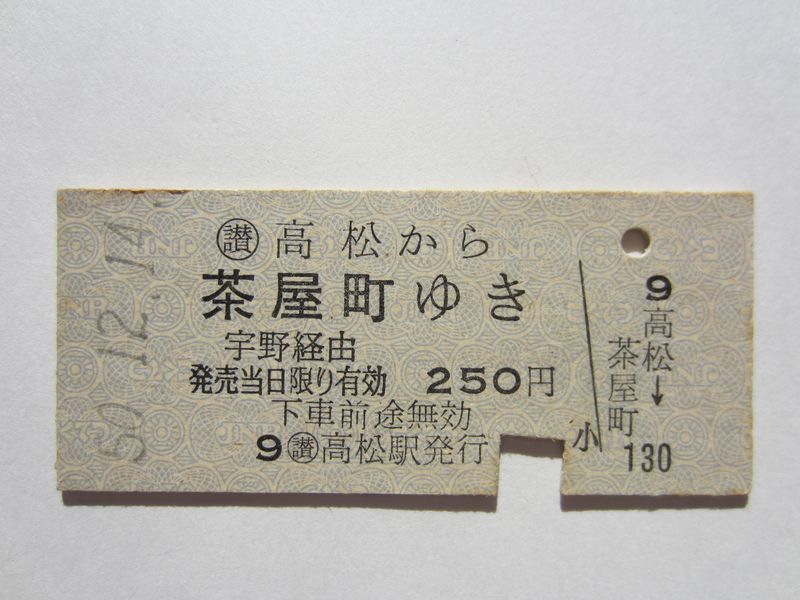 ㊥高松から
茶屋町ゆき
宇野経由
発売当日限り有効 250円
下車前途無効
9 讃 高松駅発行
50.12.14.
9
高松→
茶屋町
小
130